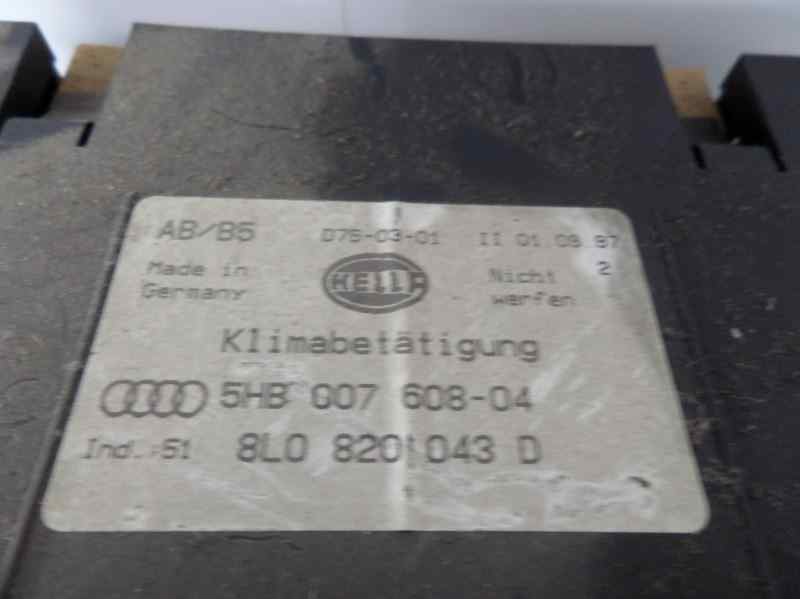 AB/B5 D76-03-01 II 01.09.97
Made in Germany
HELLA
Nicht werfen
2
Klimabetätigung
5HB 007 608-04
Ind. 51 8L0 820 043 D